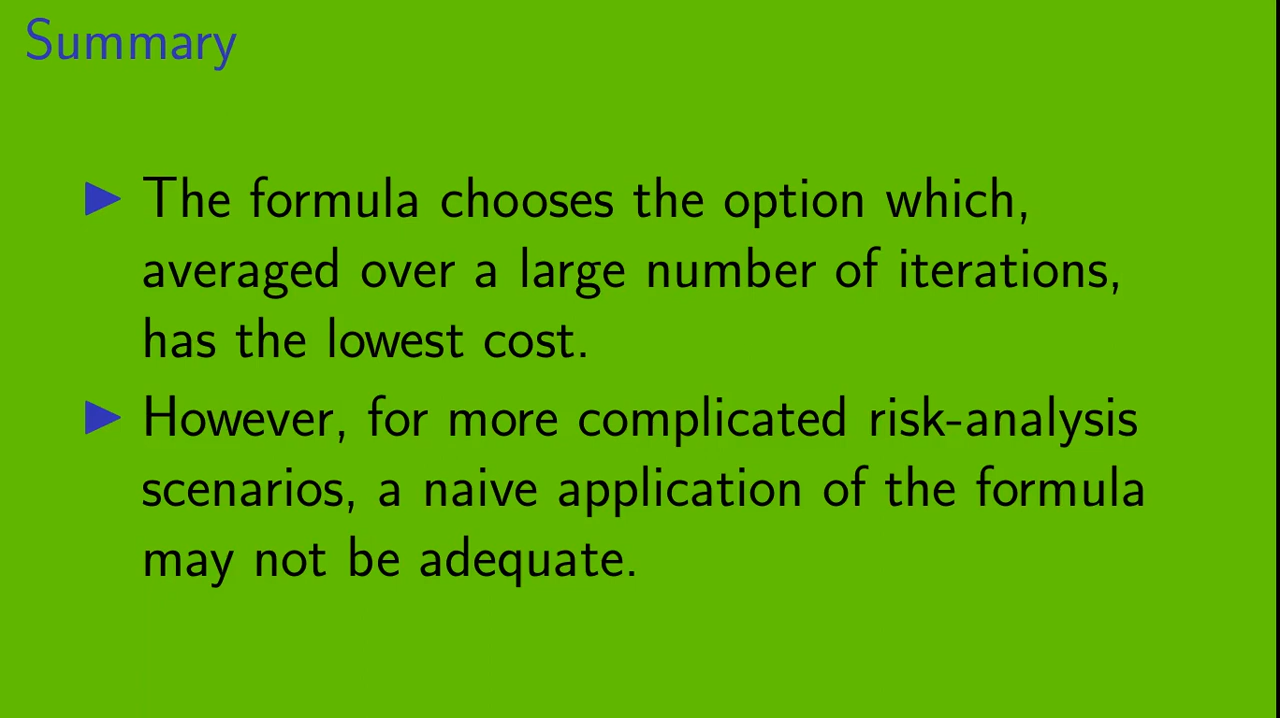 Summary
▶ The formula chooses the option which,
averaged over a large number of iterations,
has the lowest cost.
▶ However, for more complicated risk-analysis
scenarios, a naive application of the formula
may not be adequate.